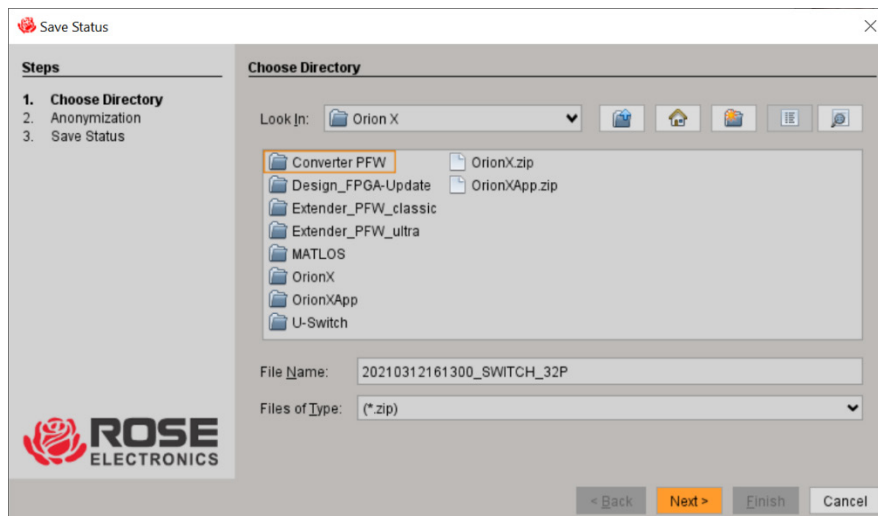 Save Status
Steps
1. Choose Directory
2. Anonymization
3. Save Status
Choose Directory
Look In: Orion X
Converter PFW
Design_FPGA-Update
Extender_PFW_classic
Extender_PFW_ultra
MATLOS
OrionX
OrionXApp
U-Switch
OrionX.zip
OrionXApp.zip
File Name: 20210312161300_SWITCH_32P
Files of Type: (*.zip)
ROSE
ELECTRONICS
< Back Next > Finish Cancel